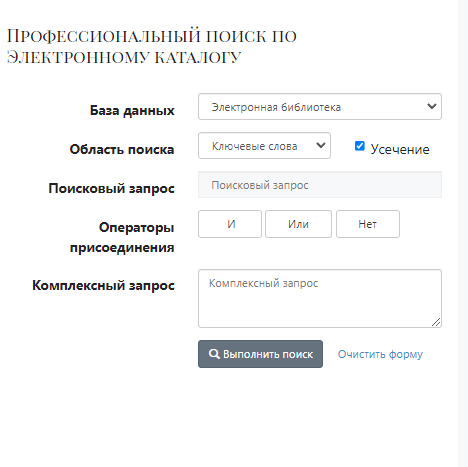 Профессиональный поиск по
Электронному каталогу
База данных
Электронная библиотека
Область поиска
Ключевые слова
Усечение
Поисковый запрос
Поисковый запрос
Операторы
присоединения
И
Или
Нет
Комплексный запрос
Комплексный запрос
Выполнить поиск
Очистить форму